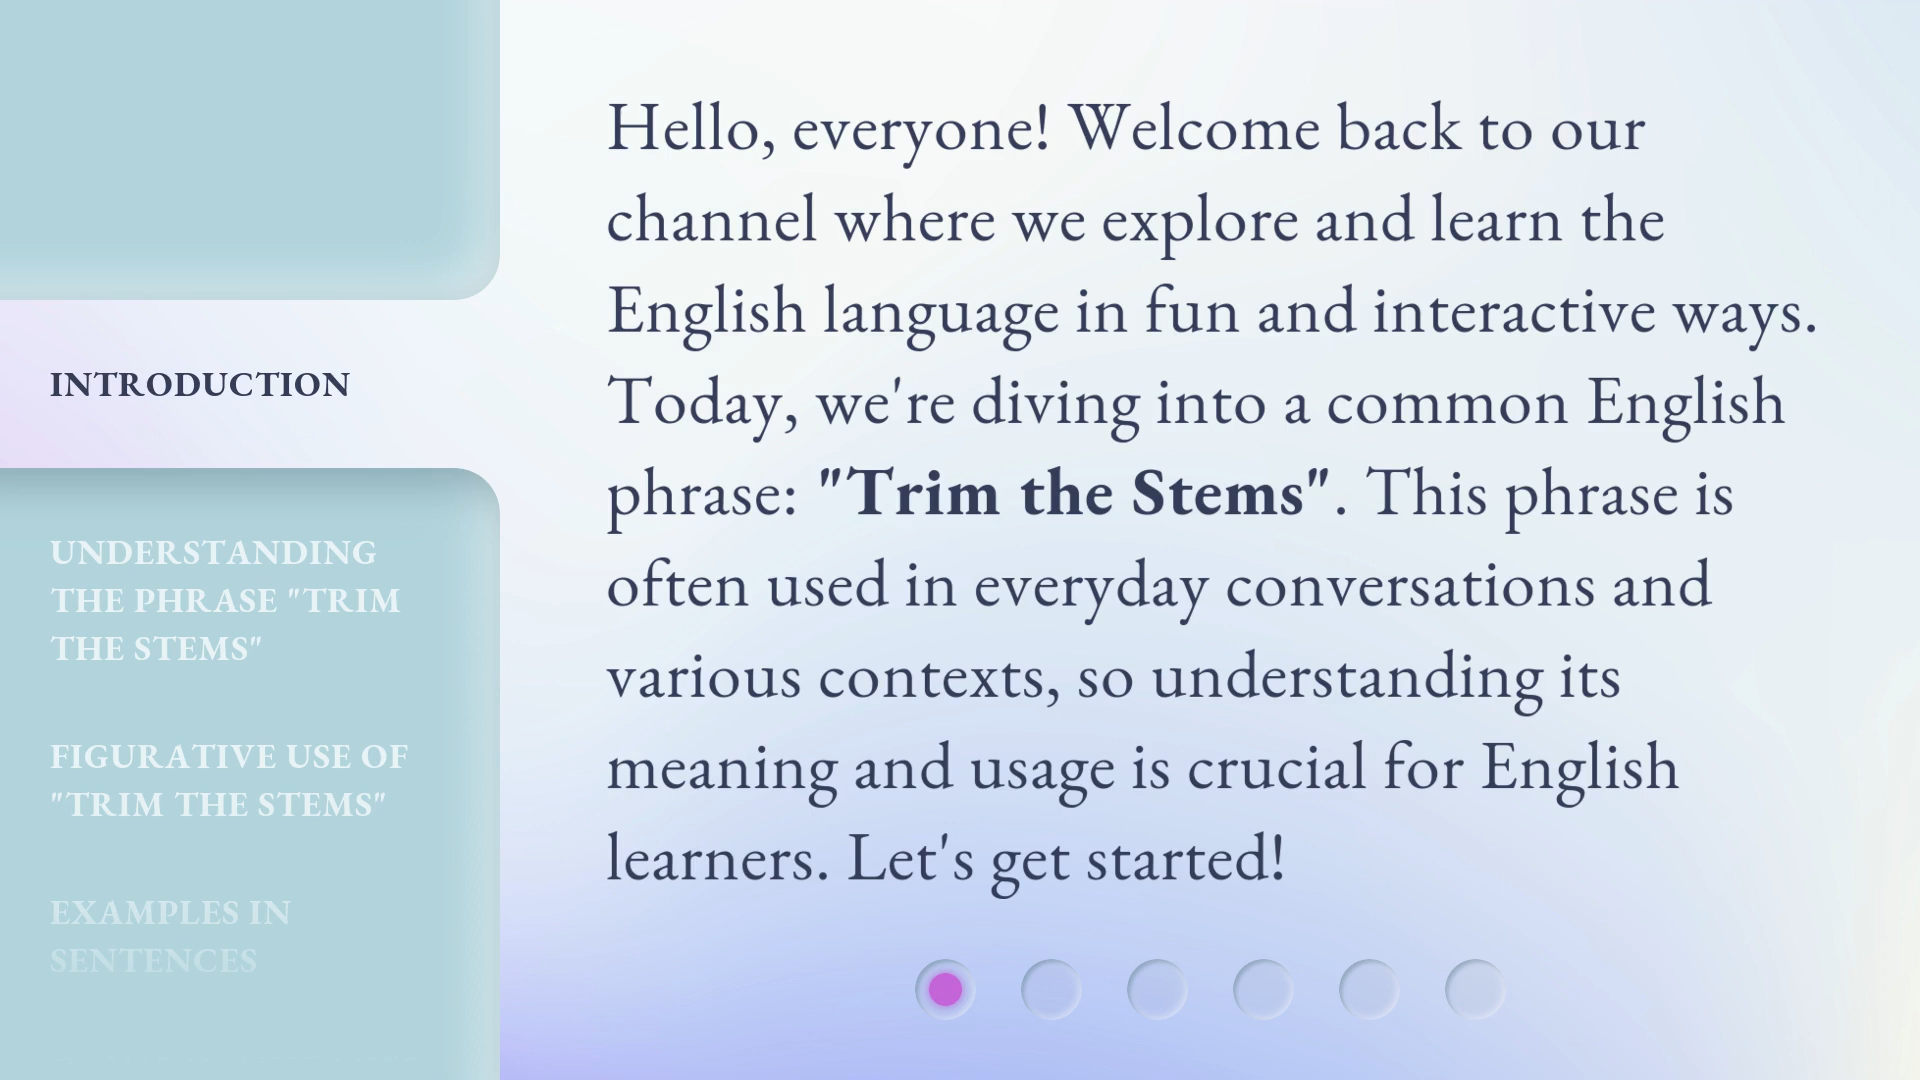 INTRODUCTION
UNDERSTANDING
THE PHRASE "TRIM
THE STEMS"
FIGURATIVE USE OF
"TRIM THE STEMS"
EXAMPLES IN
SENTENCES
Hello, everyone! Welcome back to our
channel where we explore and learn the
English language in fun and interactive ways.
Today, we're diving into a common English
phrase: "Trim the Stems". This phrase is
often used in everyday conversations and
various contexts, so understanding its
meaning and usage is crucial for English
learners. Let's get started!